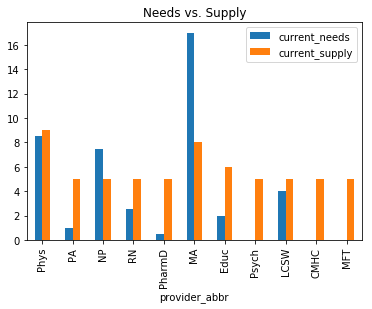 Needs vs. Supply
current_needs
current_supply
16
14
12
10
8
6
4
2
0
Phys
PA
NP
RN
PharmD
MA
Educ
Psych
LCSW
CMHC
MFT
provider_abbr